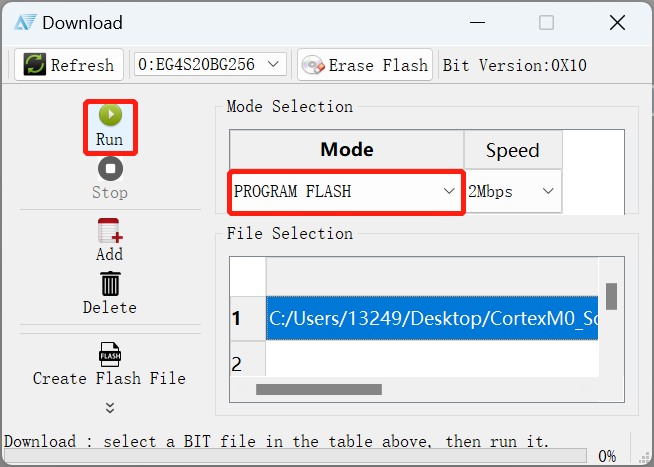 Download
Refresh 0:EG4S20BG256 Erase Flash Bit Version:0X10
Run
Stop
Add
Delete
FLASH
Create Flash File
Mode Selection
Mode Speed
PROGRAM FLASH 2Mbps
File Selection
1 C:/Users/13249/Desktop/CortexM0_So
2
Download : select a BIT file in the table above, then run it.
0%